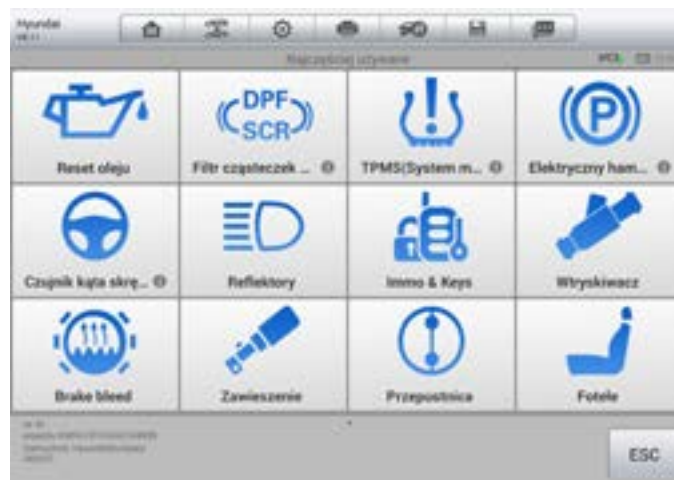 Hyundai
Najczęściej używane
VCI
DPF
SCR
P
Reset oleju
Filtr cząsteczek ...
TPMS(System m...
Elektryczny ham...
Czujnik kąta skrę...
Reflektory
Immo & Keys
Wtryskiwacz
Brake bleed
Zawieszenie
Przepustnica
Fotele
ESC